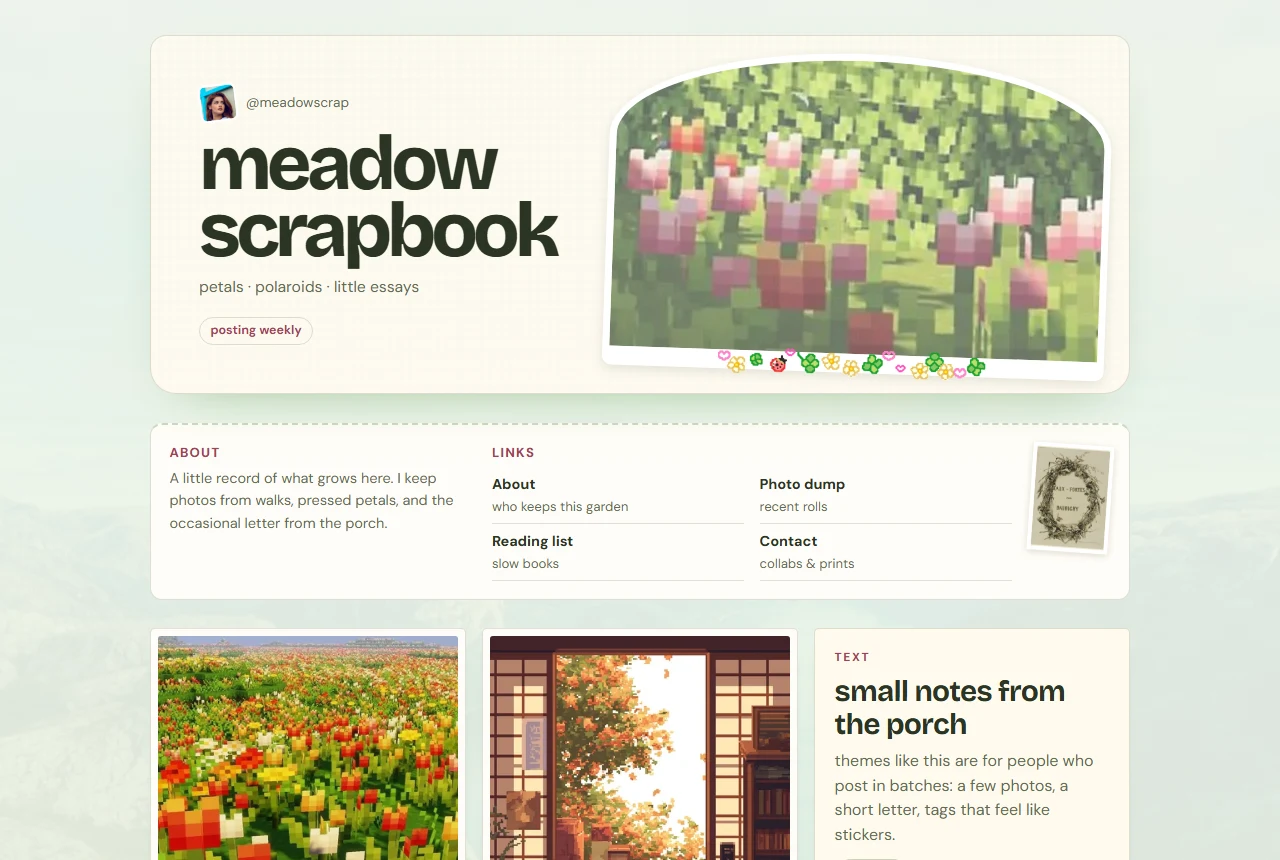 @meadowscrap
meadow
scrapbook
petals · polaroids · little essays
posting weekly
ABOUT
A little record of what grows here. I keep
photos from walks, pressed petals, and the
occasional letter from the porch.
LINKS
About
who keeps this garden
Photo dump
recent rolls
Reading list
slow books
Contact
collabs & prints
TEXT
small notes from
the porch
themes like this are for people who
post in batches: a few photos, a
short letter, tags that feel like
stickers.